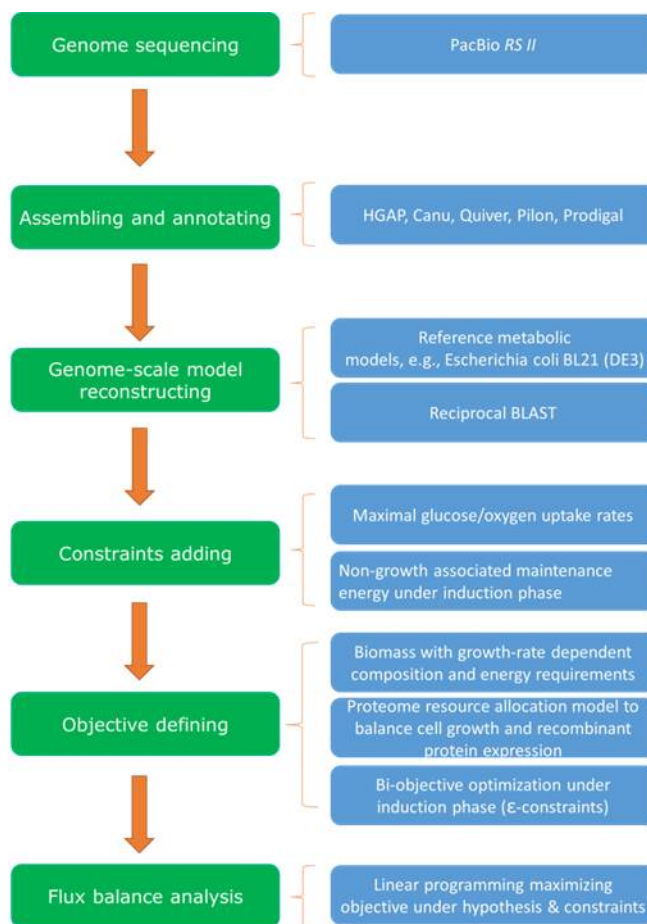 Genome sequencing
PacBio RS II
Assembling and annotating
HGAP, Canu, Quiver, Pilon, Prodigal
Genome-scale model
reconstructing
Reference metabolic
models, e.g., Escherichia coli BL21 (DE3)
Reciprocal BLAST
Constraints adding
Maximal glucose/oxygen uptake rates
Non-growth associated maintenance
energy under induction phase
Objective defining
Biomass with growth-rate dependent
composition and energy requirements
Proteome resource allocation model to
balance cell growth and recombinant
protein expression
Bi-objective optimization under
induction phase (ε-constraints)
Flux balance analysis
Linear programming maximizing
objective under hypothesis & constraints